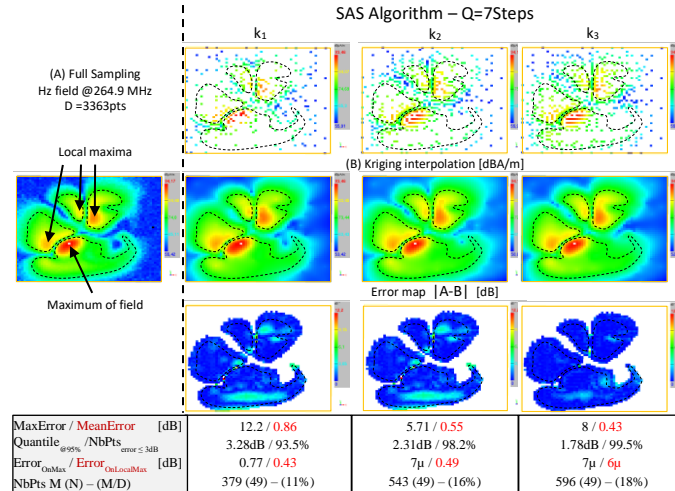 SAS Algorithm – Q=7Steps
k1
k2
k3
(A) Full Sampling
Hz field @264.9 MHz
D =3363pts
Local maxima
(B) Kriging interpolation [dBA/m]
Maximum of field
Error map |A-B| [dB]
MaxError / MeanError [dB] 12.2 / 0.86 5.71 / 0.55 8 / 0.43
Quantile@95% /NbPts error ≤ 3dB 3.28dB / 93.5% 2.31dB / 98.2% 1.78dB / 99.5%
ErrorOnMax / ErrorOnLocalMax [dB] 0.77 / 0.43 7µ / 0.49 7µ / 6µ
NbPts M (N) – (M/D) 379 (49) – (11%) 543 (49) – (16%) 596 (49) – (18%)